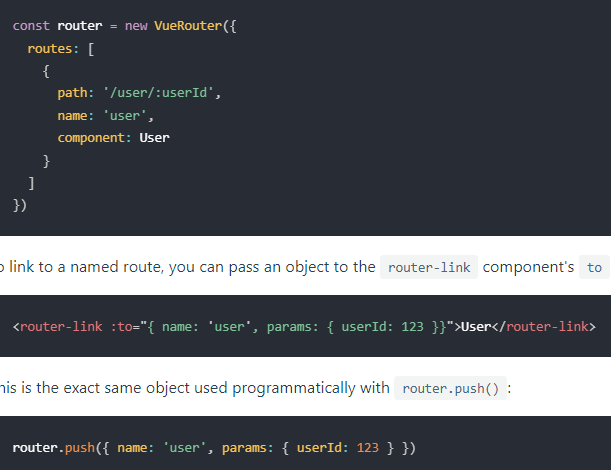 const router = new VueRouter({
  routes: [
    {
      path: '/user/:userId',
      name: 'user',
      component: User
    }
  ]
})
o link to a named route, you can pass an object to the router-link component's to
<router-link :to="{ name: 'user', params: { userId: 123 }}">User</router-link>
his is the exact same object used programmatically with router.push() :
router.push({ name: 'user', params: { userId: 123 } })